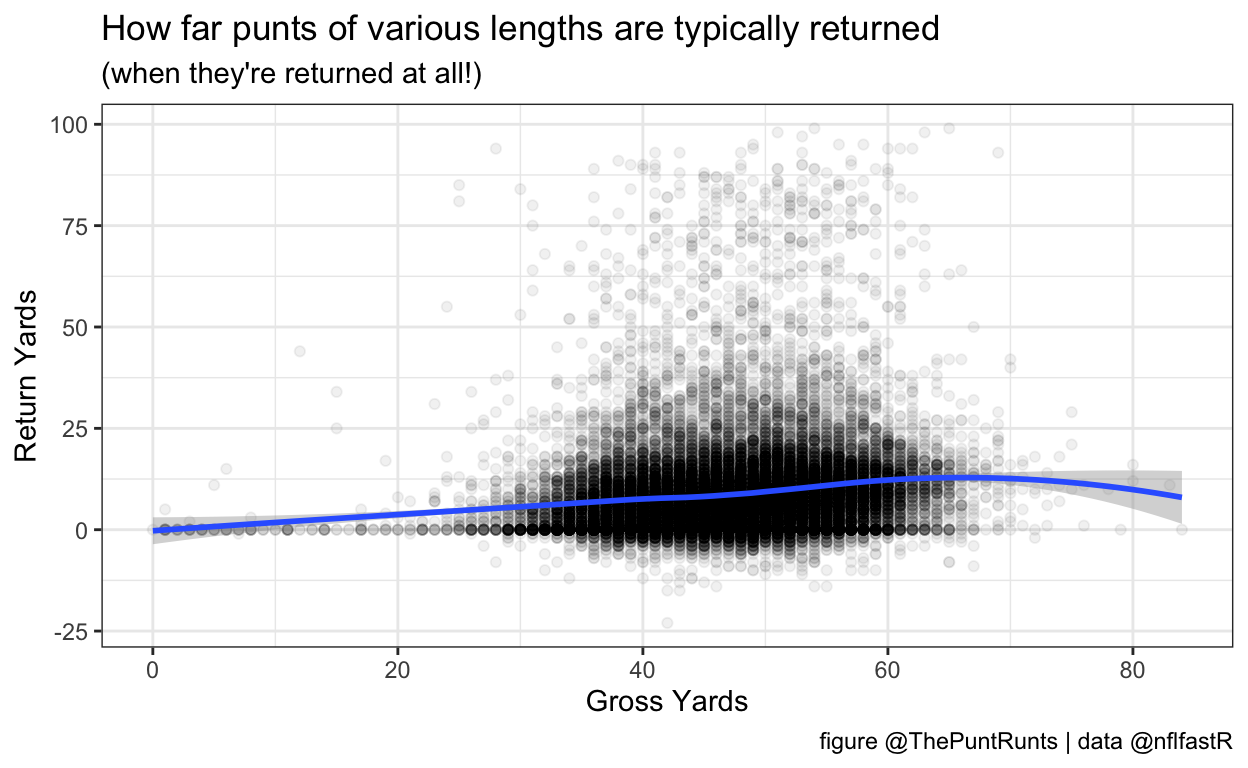 How far punts of various lengths are typically returned
(when they're returned at all!)
100
75
50
25
0
-25
Return Yards
0 20 40 60 80
Gross Yards
figure @ThePuntRunts | data @nflfastR